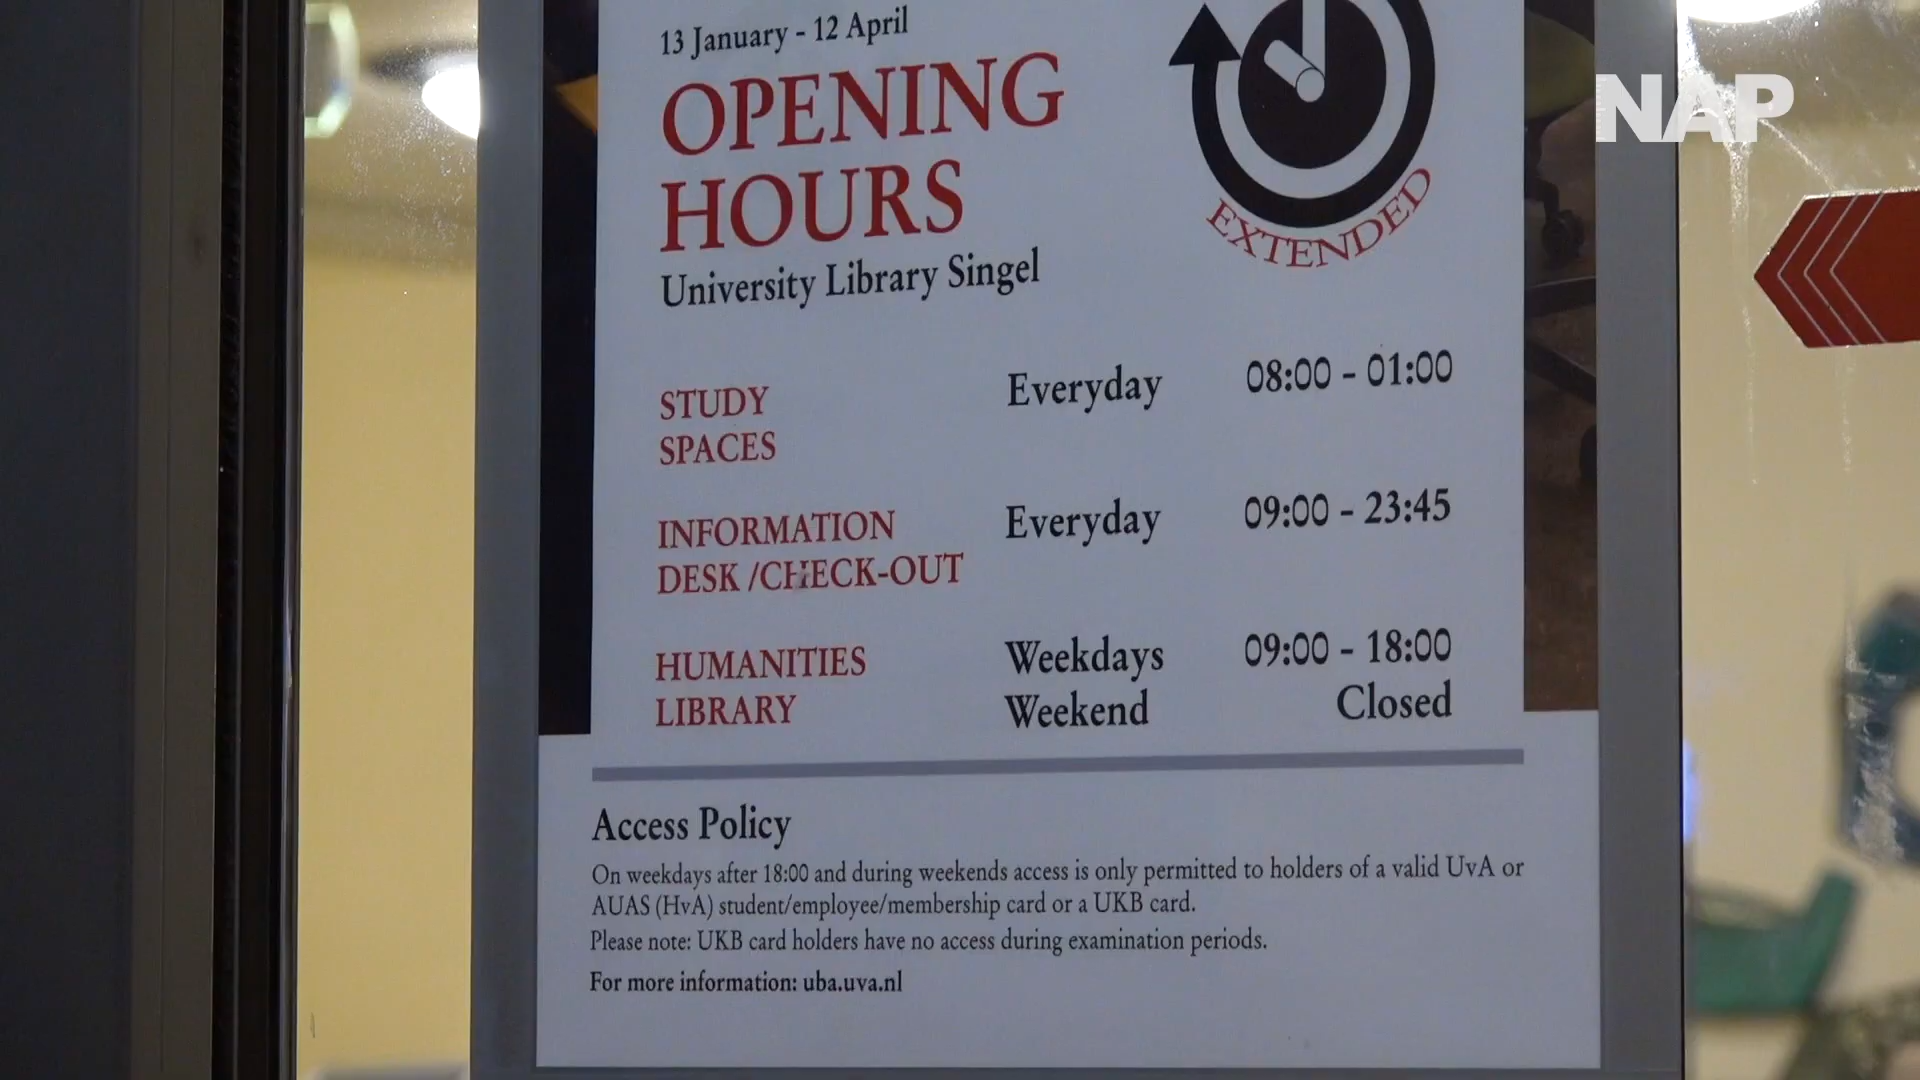 13 January - 12 April
OPENING
HOURS
University Library Singel
EXTENDED
NAP
STUDY
SPACES
Everyday 08:00 - 01:00
INFORMATION
DESK /CHECK-OUT
Everyday 09:00 - 23:45
HUMANITIES
LIBRARY
Weekdays 09:00 - 18:00
Weekend Closed
Access Policy
On weekdays after 18:00 and during weekends access is only permitted to holders of a valid UvA or
AUAS (HvA) student/employee/membership card or a UKB card.
Please note: UKB card holders have no access during examination periods.
For more information: uba.uva.nl